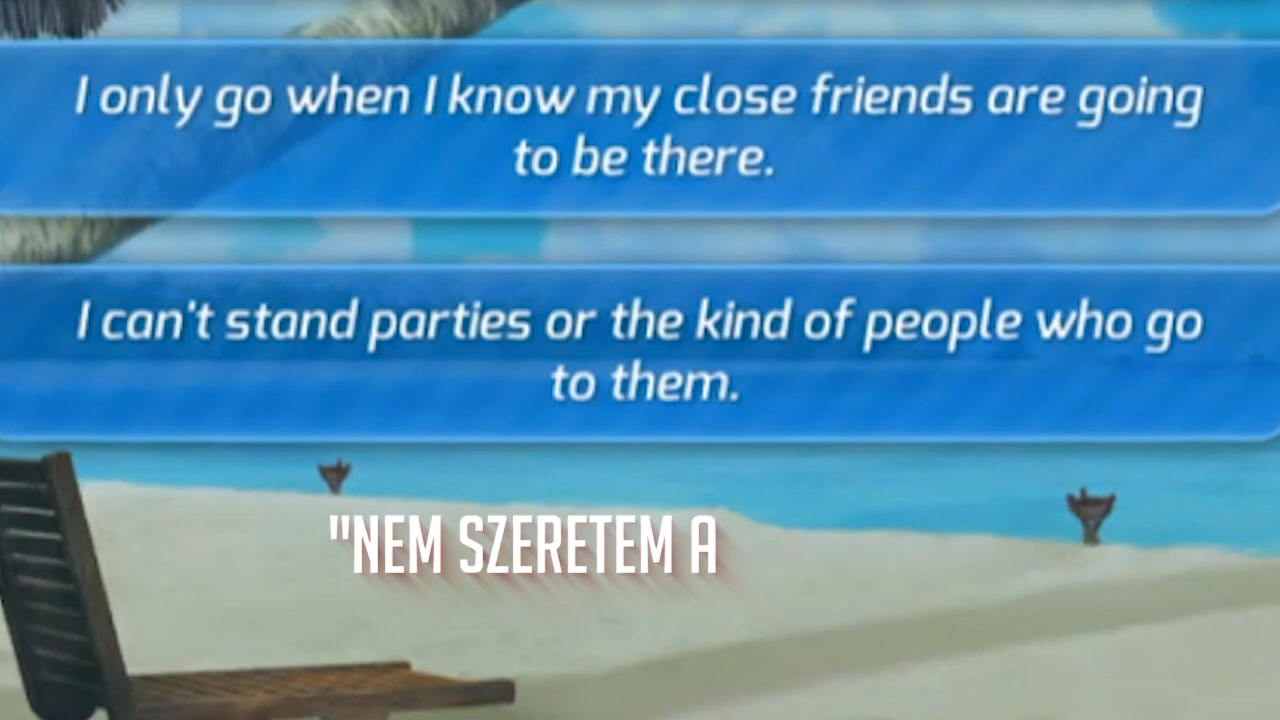 I only go when I know my close friends are going
to be there.
I can't stand parties or the kind of people who go
to them.
"NEM SZERETEM A